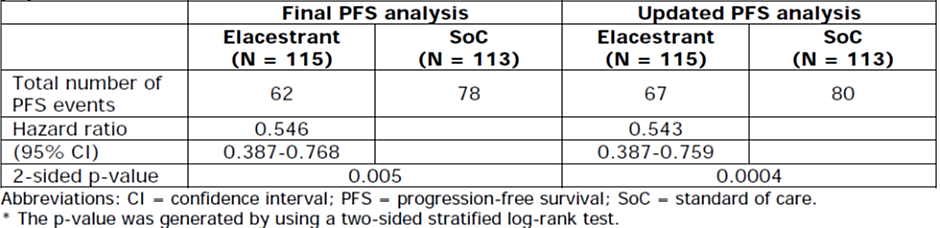 Final PFS analysis Updated PFS analysis
Elacestrant SoC Elacestrant SoC
(N = 115) (N = 113) (N = 115) (N = 113)
Total number of
PFS events 62 78 67 80
Hazard ratio 0.546 0.543
(95% CI) 0.387-0.768 0.387-0.759
2-sided p-value 0.005 0.0004
Abbreviations: CI = confidence interval; PFS = progression-free survival; SoC = standard of care.
* The p-value was generated by using a two-sided stratified log-rank test.